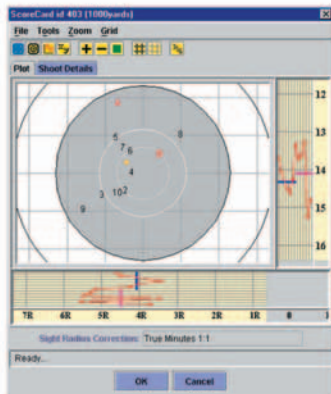 ScoreCard id 403 (1000yards)
File Tools Zoom Grid
Plot Shoot Details
12
13
14
15
16
5
8
7 6
4
3 10 2
9
7R 6R 5R 4R 3R 2R 1R 0
Sight Radius Correction: True Minutes 1:1
Ready...
OK Cancel